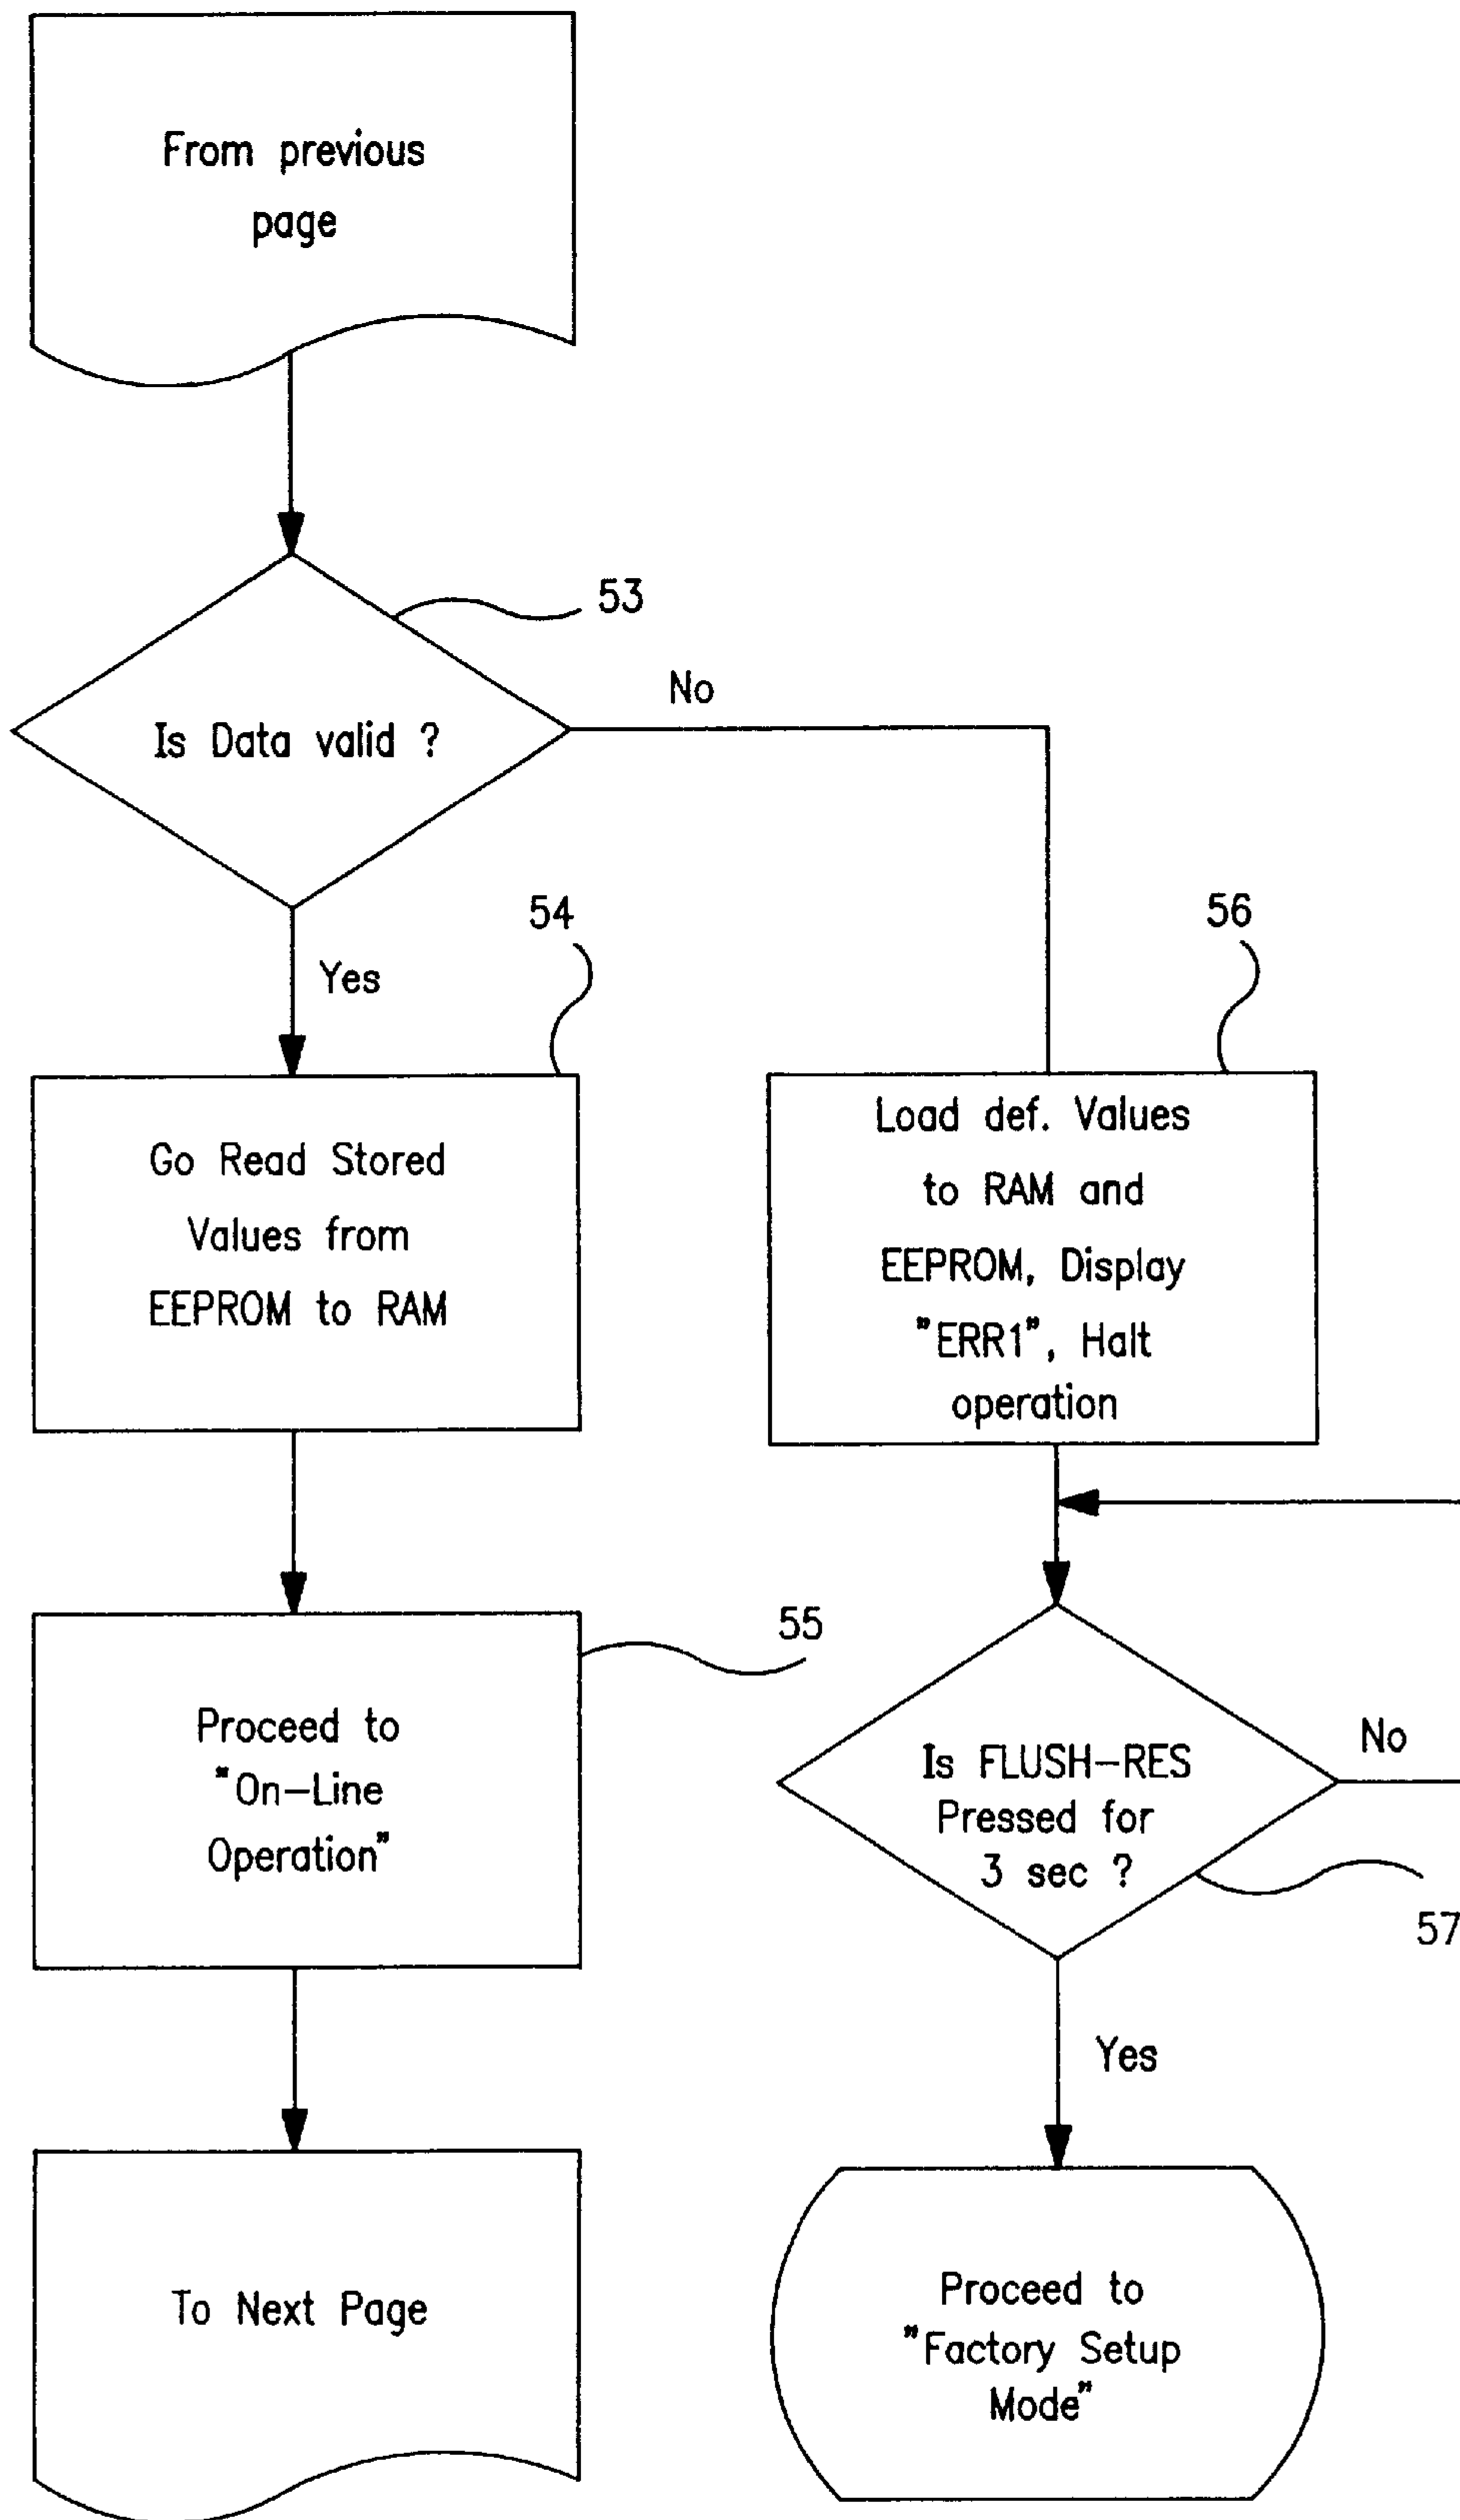 From previous
page
53
No
Is Data valid ?
Yes
54
56
Go Read Stored
Values from
EEPROM to RAM
Load def. Values
to RAM and
EEPROM, Display
"ERR1", Halt
operation
55
Proceed to
"On-Line
Operation"
Is FLUSH-RES
Pressed for
3 sec ?
No
57
Yes
To Next Page
Proceed to
"Factory Setup
Mode"